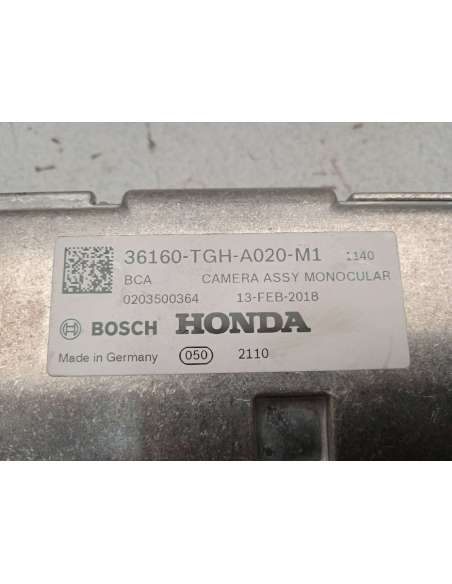 36160-TGH-A020-M1 1140
BCA CAMERA ASSY MONOCULAR
0203500364 13-FEB-2018
BOSCH HONDA
Made in Germany 050 2110